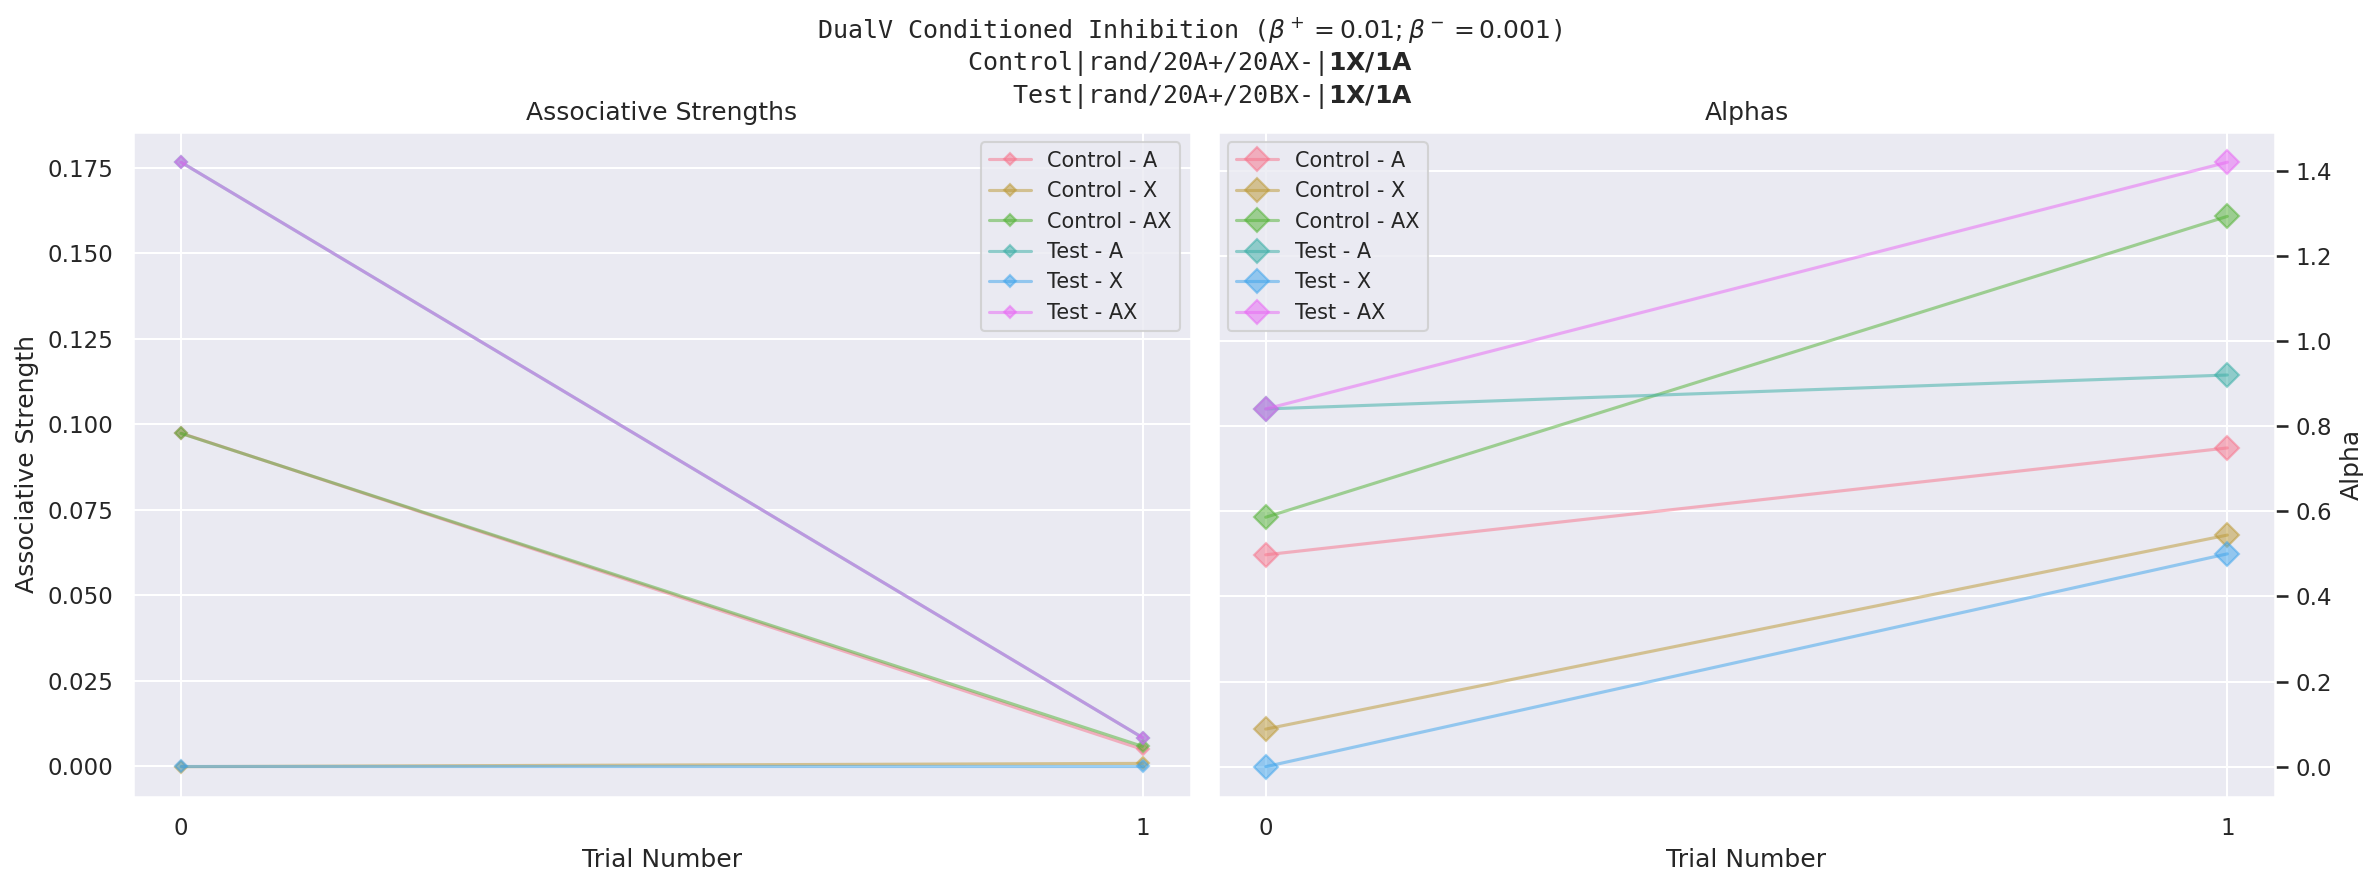 DualV Conditioned Inhibition (β⁺ = 0.01; β⁻ = 0.001)
Control|rand/20A+/20AX-|1X/1A
Test|rand/20A+/20BX-|1X/1A
Associative Strengths
Associative Strength
0.175
0.150
0.125
0.100
0.075
0.050
0.025
0.000
0
1
Trial Number
Control - A
Control - X
Control - AX
Test - A
Test - X
Test - AX
Alphas
Control - A
Control - X
Control - AX
Test - A
Test - X
Test - AX
1.4
1.2
1.0
0.8
0.6
0.4
0.2
0.0
Alpha
0
1
Trial Number